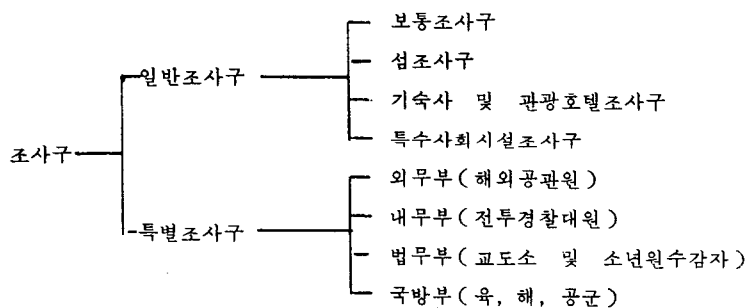 보통조사구
섬조사구
일반조사구
기숙사 및 관광호텔조사구
특수사회시설조사구
조사구
외무부(해외공관원)
내무부(전투경찰대원)
특별조사구
법무부(교도소 및 소년원수감자)
국방부(육, 해, 공군)